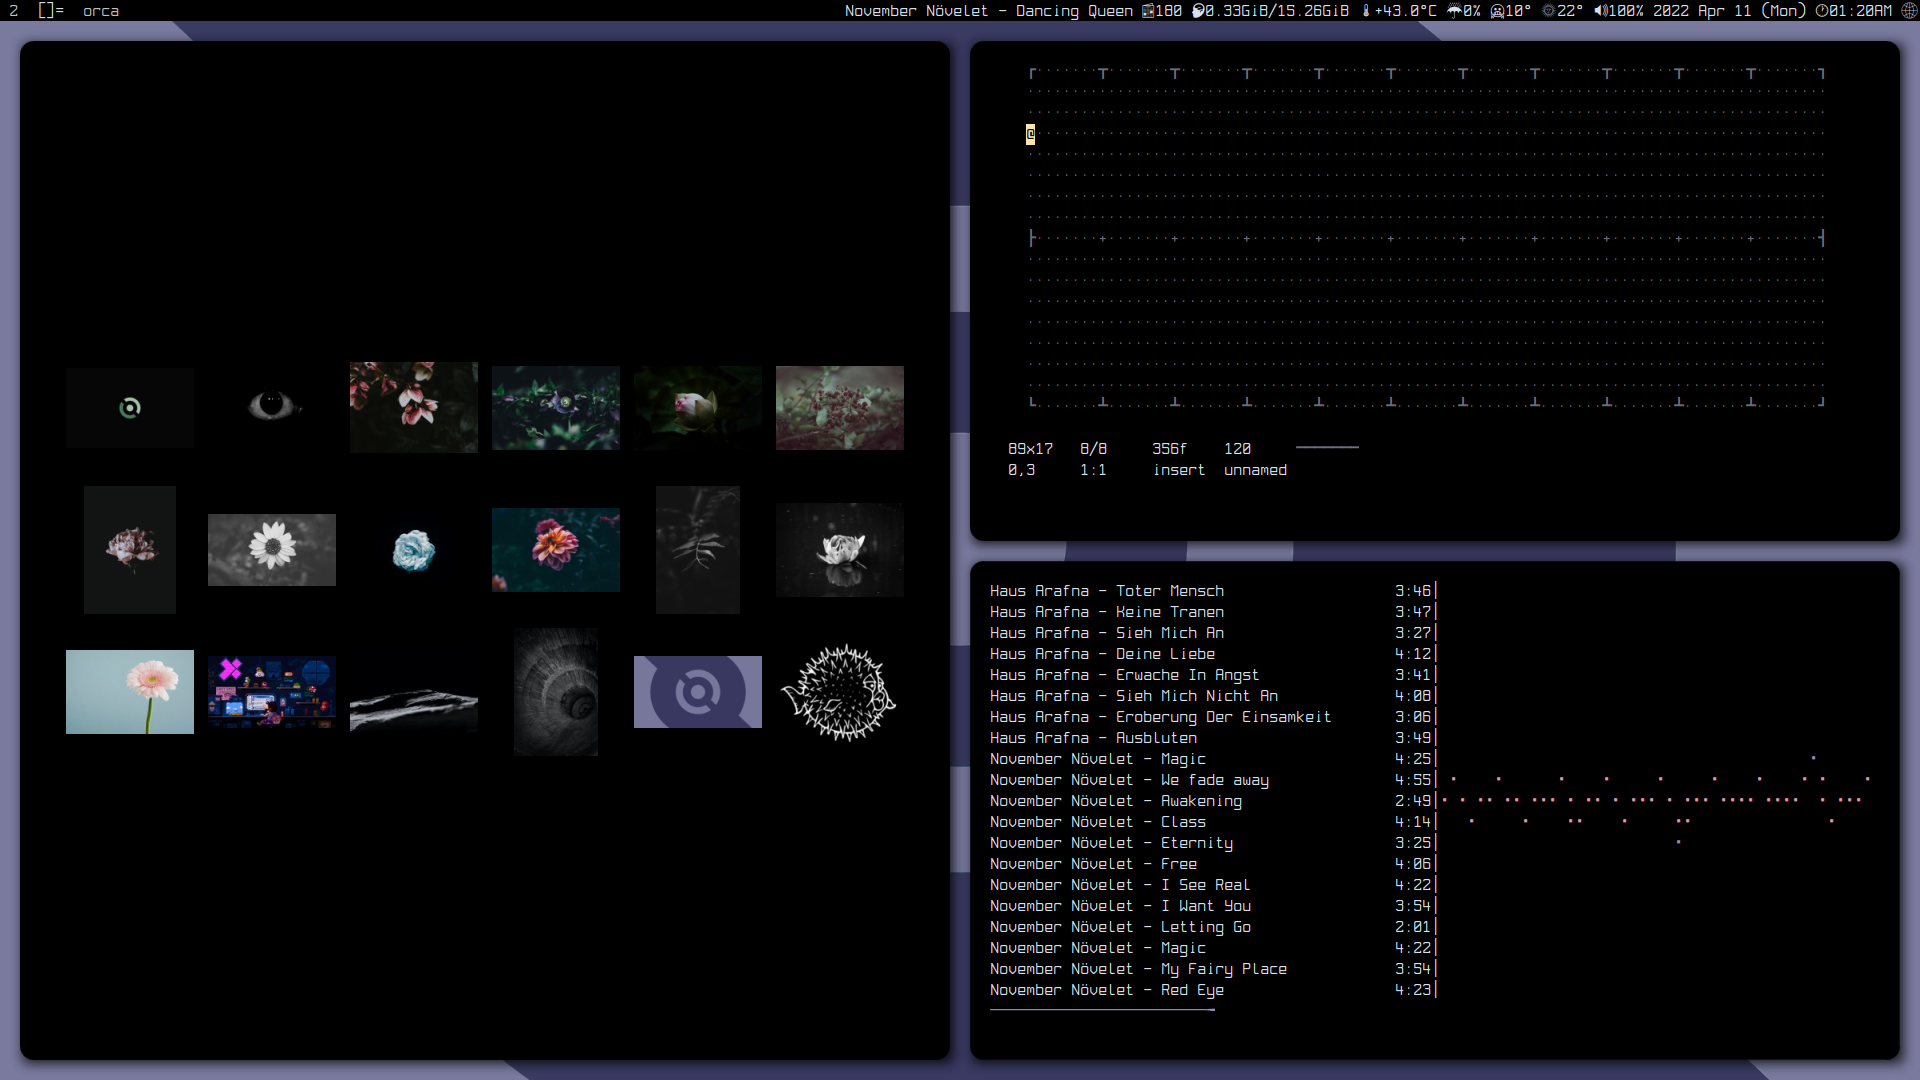 2 []= orca November Növelet - Dancing Queen 180 0.33GiB/15.26GiB +43.0°C 0% 10° 22° 100% 2022 Apr 11 (Mon) 01:20AM
@
89x17 8/8 356f 120
0,3 1:1 insert unnamed
Haus Arafna - Toter Mensch 3:46
Haus Arafna - Keine Tranen 3:47
Haus Arafna - Sieh Mich An 3:27
Haus Arafna - Deine Liebe 4:12
Haus Arafna - Erwache In Angst 3:41
Haus Arafna - Sieh Mich Nicht An 4:08
Haus Arafna - Eroberung Der Einsamkeit 3:06
Haus Arafna - Ausbluten 3:49
November Növelet - Magic 4:25
November Növelet - We fade away 4:55
November Növelet - Awakening 2:49
November Növelet - Class 4:14
November Növelet - Eternity 3:25
November Növelet - Free 4:06
November Növelet - I See Real 4:22
November Növelet - I Want You 3:54
November Növelet - Letting Go 2:01
November Növelet - Magic 4:22
November Növelet - My Fairy Place 3:54
November Növelet - Red Eye 4:23